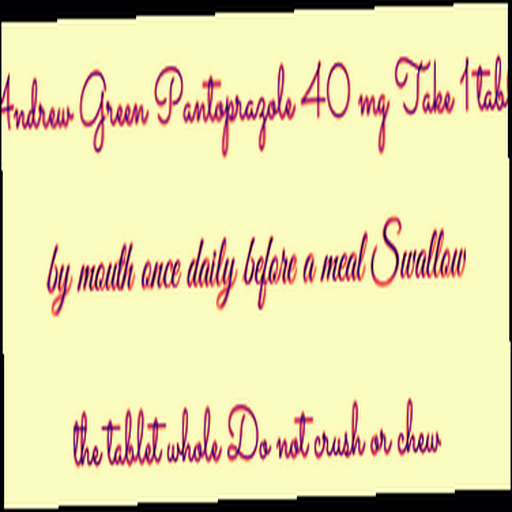 Andrew Green Pantoprazole 40 mg Take 1 tab
by mouth once daily before a meal Swallow
the tablet whole Do not crush or chew